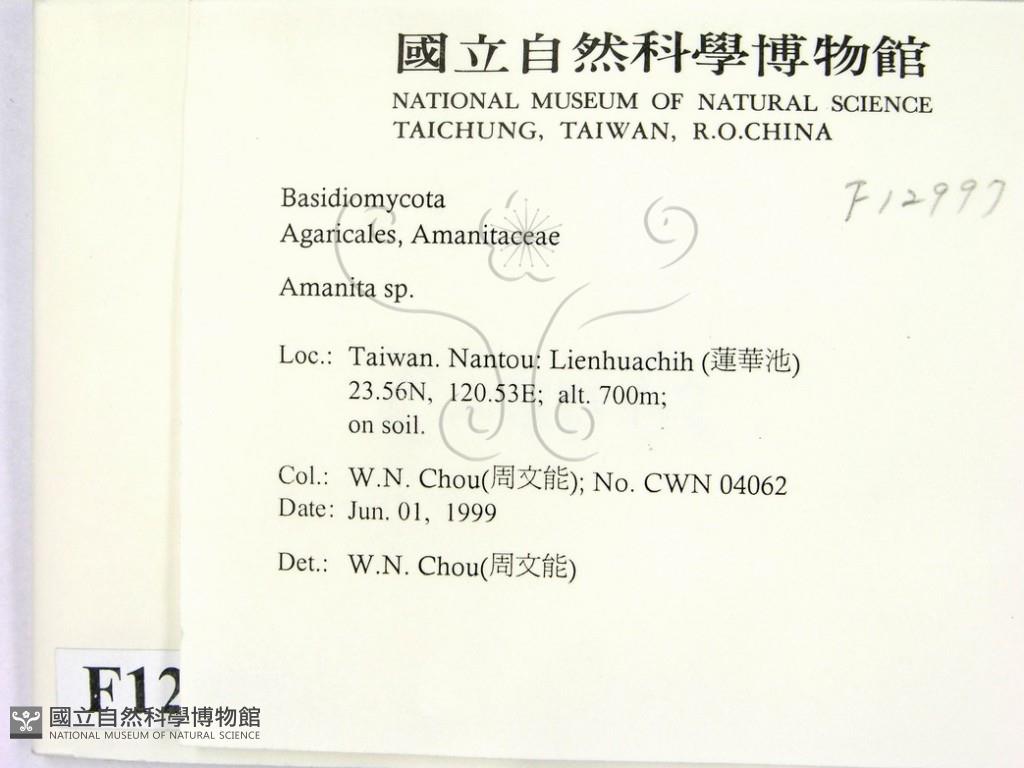 國立自然科學博物館
NATIONAL MUSEUM OF NATURAL SCIENCE
TAICHUNG, TAIWAN, R.O.CHINA
F12997
Basidiomycota
Agaricales, Amanitaceae
Amanita sp.
Loc.: Taiwan. Nantou: Lienhuachih (蓮華池)
23.56N, 120.53E; alt. 700m;
on soil.
Col.: W.N. Chou(周文能); No. CWN 04062
Date: Jun. 01, 1999
Det.: W.N. Chou(周文能)
F12
國立自然科學博物館
NATIONAL MUSEUM OF NATURAL SCIENCE